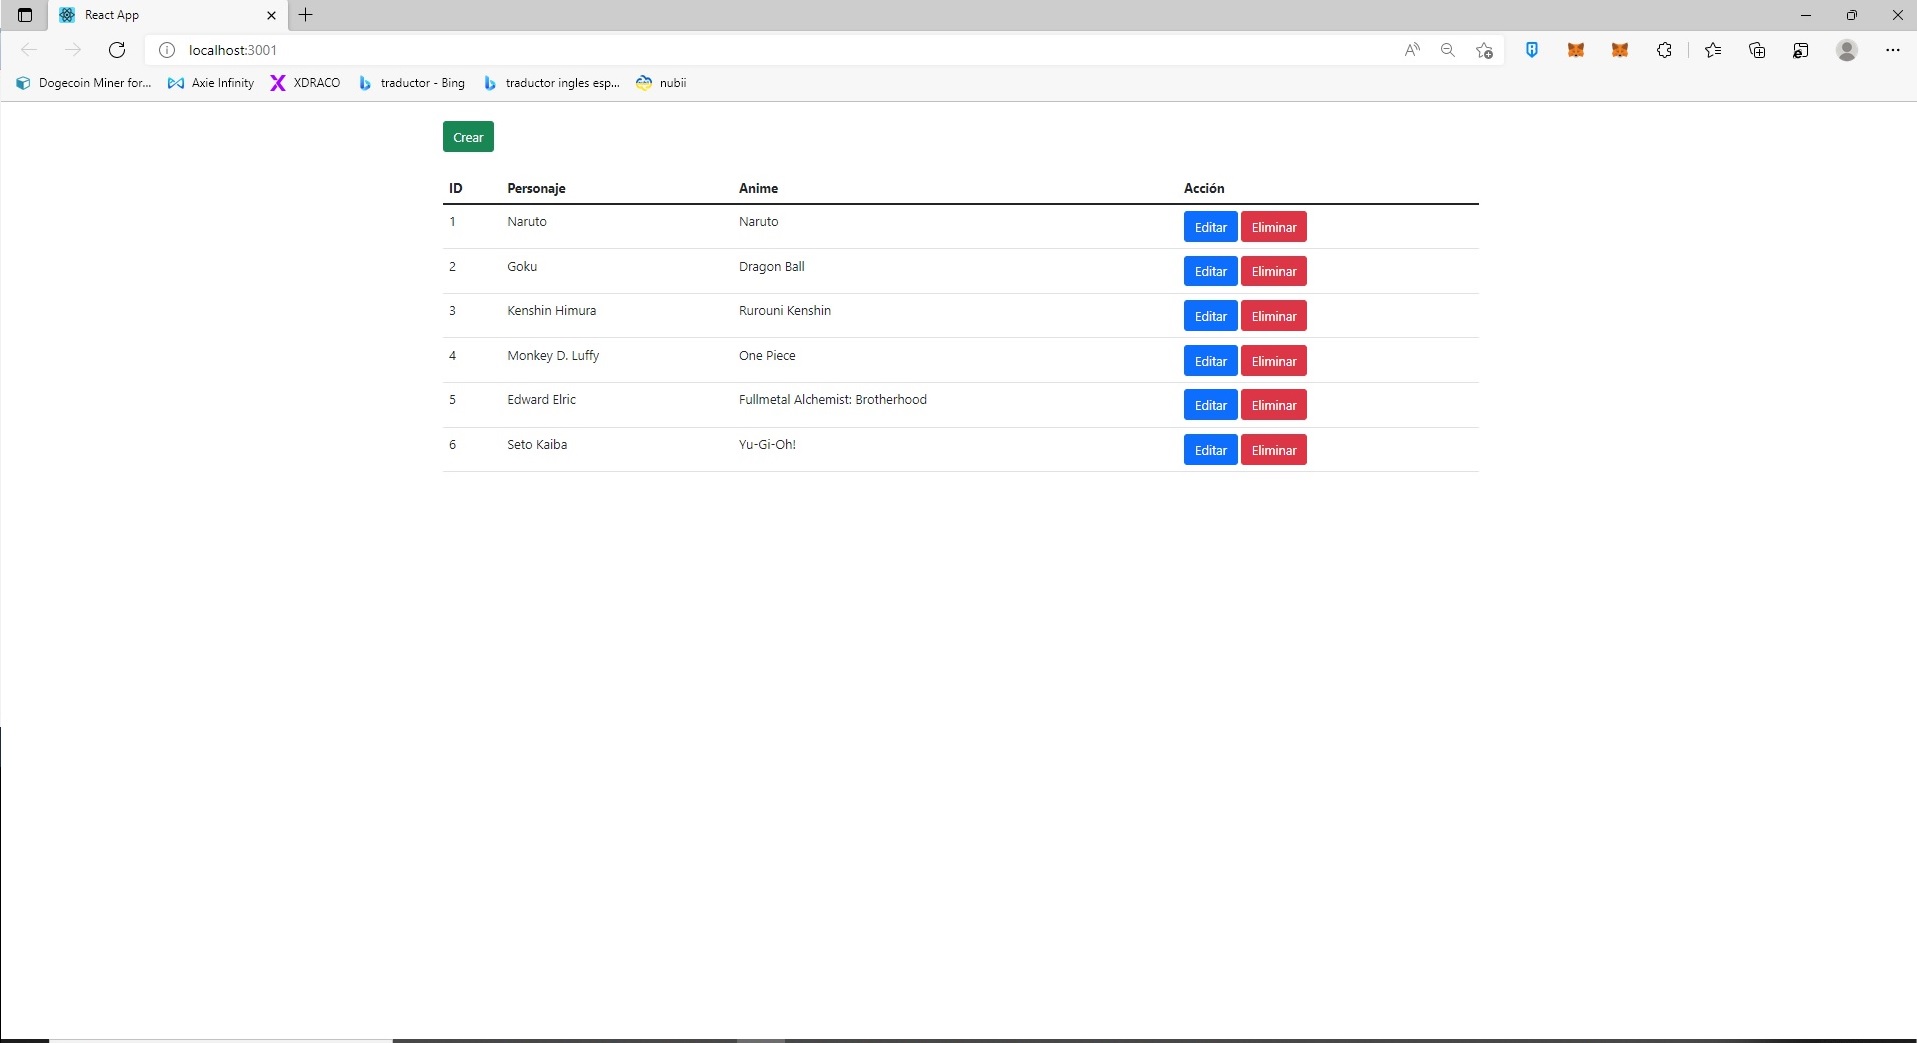 React App
localhost:3001
Dogecoin Miner for... Axie Infinity XDRACO traductor - Bing traductor ingles esp... nubii
Crear
ID Personaje Anime Acción
1 Naruto Naruto Editar Eliminar
2 Goku Dragon Ball Editar Eliminar
3 Kenshin Himura Rurouni Kenshin Editar Eliminar
4 Monkey D. Luffy One Piece Editar Eliminar
5 Edward Elric Fullmetal Alchemist: Brotherhood Editar Eliminar
6 Seto Kaiba Yu-Gi-Oh! Editar Eliminar